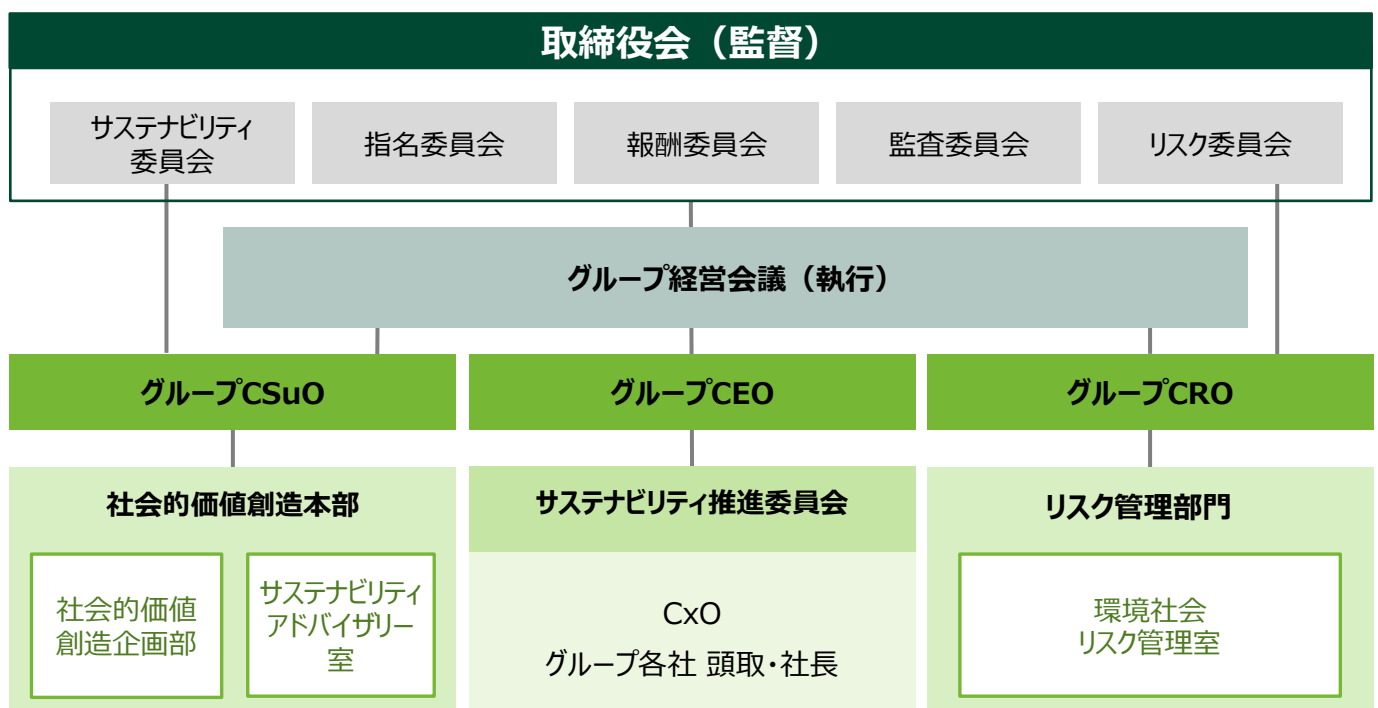 取締役会（監督）
サステナビリティ
委員会
指名委員会
報酬委員会
監査委員会
リスク委員会
グループ経営会議（執行）
グループCSuO
グループCEO
グループCRO
社会的価値創造本部
社会的価値
創造企画部
サステナビリティ
アドバイザリー
室
サステナビリティ推進委員会
CxO
グループ各社 頭取・社長
リスク管理部門
環境社会
リスク管理室